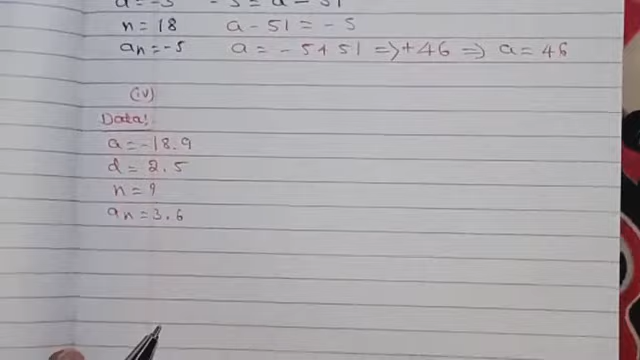 n = 18 a - 51 = - 5
an = -5 a = - 5 + 51 => +46 => a = 46
(iv)
Data:
a = -18.9
d = 2.5
n = 9
an = 3.6